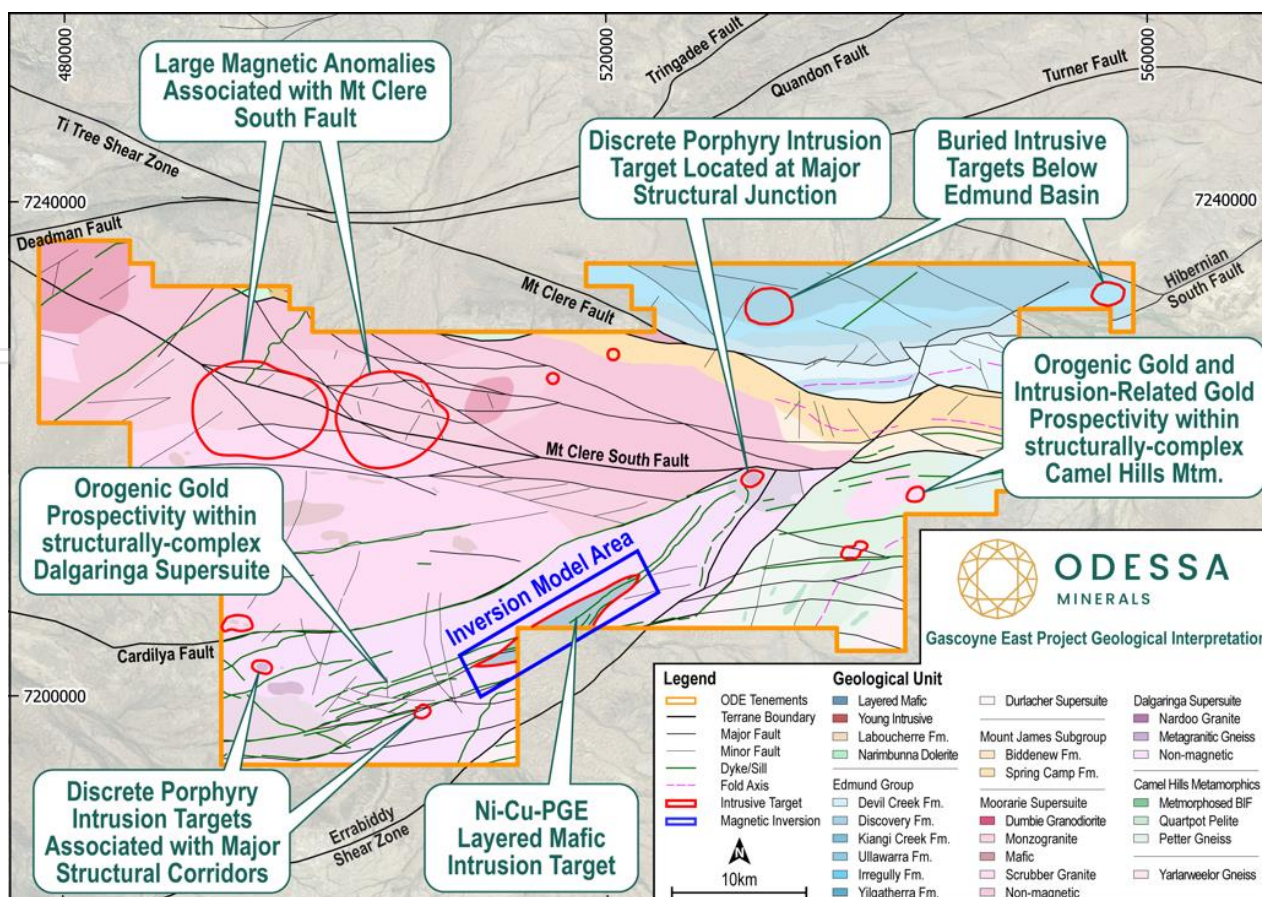 480000
520000
560000
7240000
7240000
7200000
Large Magnetic Anomalies
Associated with Mt Clere
South Fault
Tringadee Fault
Quandon Fault
Turner Fault
Ti Tree Shear Zone
Discrete Porphyry Intrusion
Target Located at Major
Structural Junction
Buried Intrusive
Targets Below
Edmund Basin
Deadman Fault
Mt Clere Fault
Hibernian
South Fault
Orogenic Gold and
Intrusion-Related Gold
Prospectivity within
structurally-complex
Camel Hills Mtm.
Mt Clere South Fault
Orogenic Gold
Prospectivity within
structurally-complex
Dalgaringa Supersuite
Inversion Model Area
Cardilya Fault
Discrete Porphyry
Intrusion Targets
Associated with Major
Structural Corridors
Errabiddy
Shear Zone
Ni-Cu-PGE
Layered Mafic
Intrusion Target
ODESSA
MINERALS
Gascoyne East Project Geological Interpretation
Legend
ODE Tenements
Terrane Boundary
Major Fault
Minor Fault
Dyke/Sill
Fold Axis
Intrusive Target
Magnetic Inversion
N
10km
Geological Unit
Layered Mafic
Young Intrusive
Laboucherre Fm.
Narimbunna Dolerite
Edmund Group
Devil Creek Fm.
Discovery Fm.
Kiangi Creek Fm.
Ullawarra Fm.
Irregully Fm.
Yilgatherra Fm.
Durlacher Supersuite
Mount James Subgroup
Biddenew Fm.
Spring Camp Fm.
Moorarie Supersuite
Dumbie Granodiorite
Monzogranite
Mafic
Scrubber Granite
Non-magnetic
Dalgaringa Supersuite
Nardoo Granite
Metagranitic Gneiss
Non-magnetic
Camel Hills Metamorphics
Metmorphosed BIF
Quartpot Pelite
Petter Gneiss
Yarlarweelor Gneiss